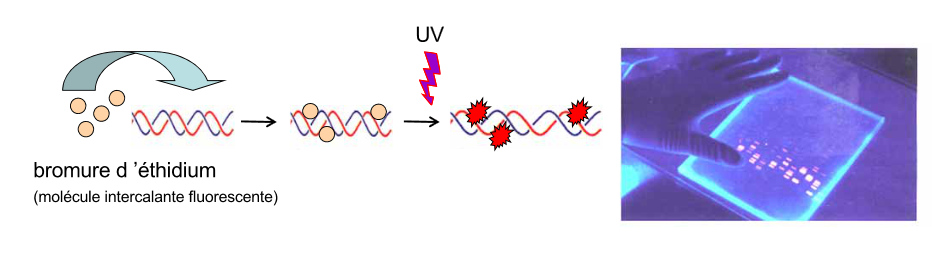 UV
bromure d ’éthidium
(molécule intercalante fluorescente)